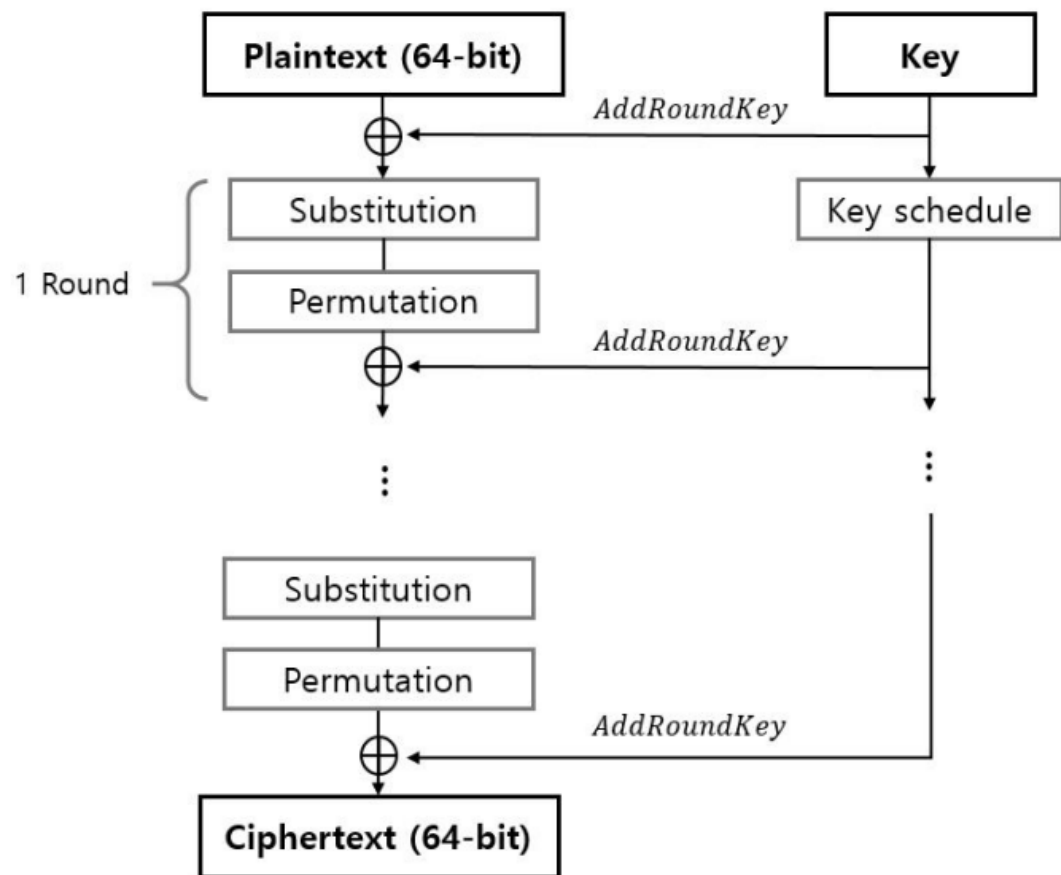 Plaintext (64-bit)
Key
AddRoundKey
Substitution
Key schedule
1 Round
Permutation
AddRoundKey
Substitution
Permutation
AddRoundKey
Ciphertext (64-bit)